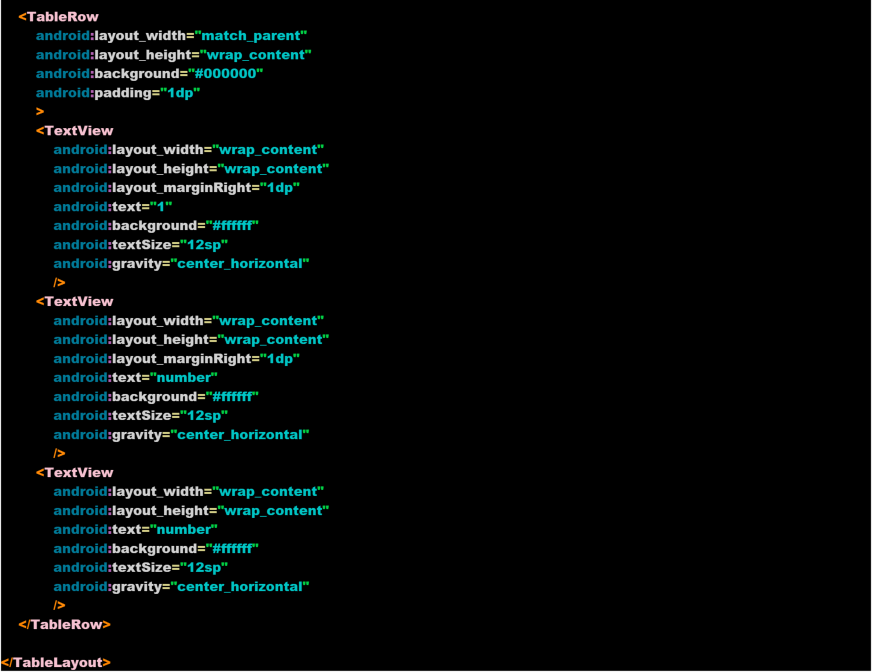 <TableRow
android:layout_width="match_parent"
android:layout_height="wrap_content"
android:background="#000000"
android:padding="1dp"
>
<TextView
android:layout_width="wrap_content"
android:layout_height="wrap_content"
android:layout_marginRight="1dp"
android:text="1"
android:background="#ffffff"
android:textSize="12sp"
android:gravity="center_horizontal"
/>
<TextView
android:layout_width="wrap_content"
android:layout_height="wrap_content"
android:layout_marginRight="1dp"
android:text="number"
android:background="#ffffff"
android:textSize="12sp"
android:gravity="center_horizontal"
/>
<TextView
android:layout_width="wrap_content"
android:layout_height="wrap_content"
android:text="number"
android:background="#ffffff"
android:textSize="12sp"
android:gravity="center_horizontal"
/>
</TableRow>
</TableLayout>